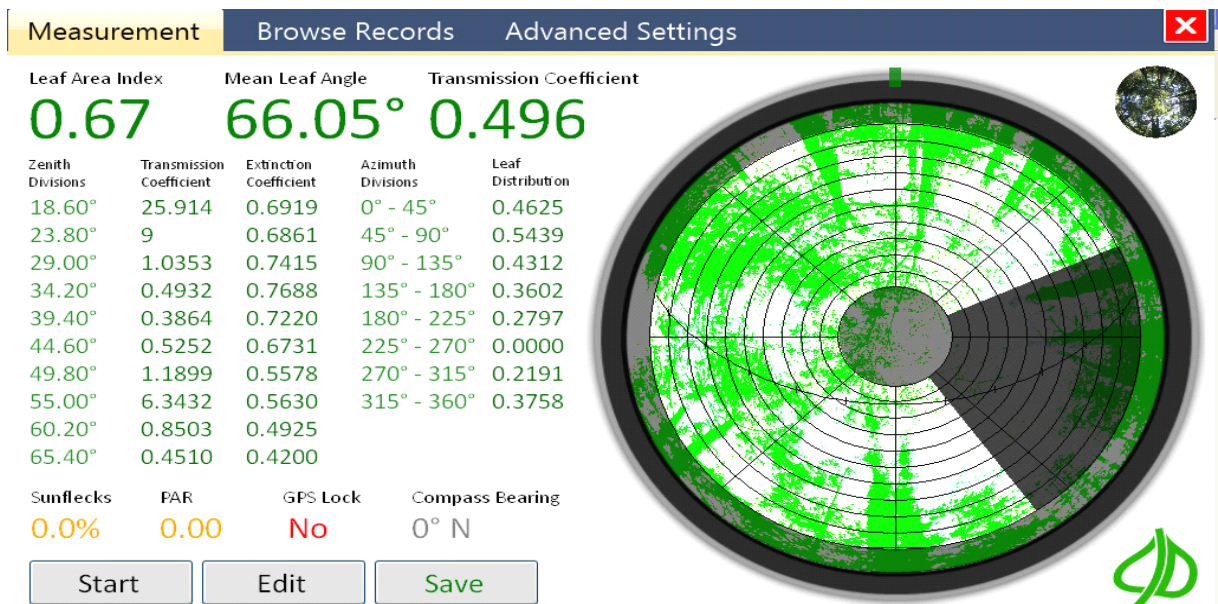 Measurement Browse Records Advanced Settings
Leaf Area Index Mean Leaf Angle Transmission Coefficient
0.67 66.05° 0.496
Zenith Transmission Extinction Azimuth Leaf
Divisions Coefficient Coefficient Divisions Distribution
18.60° 25.914 0.6919 0° - 45° 0.4625
23.80° 9 0.6861 45° - 90° 0.5439
29.00° 1.0353 0.7415 90° - 135° 0.4312
34.20° 0.4932 0.7688 135° - 180° 0.3602
39.40° 0.3864 0.7220 180° - 225° 0.2797
44.60° 0.5252 0.6731 225° - 270° 0.0000
49.80° 1.1899 0.5578 270° - 315° 0.2191
55.00° 6.3432 0.5630 315° - 360° 0.3758
60.20° 0.8503 0.4925
65.40° 0.4510 0.4200
Sunflecks PAR GPS Lock Compass Bearing
0.0% 0.00 No 0° N
Start Edit Save